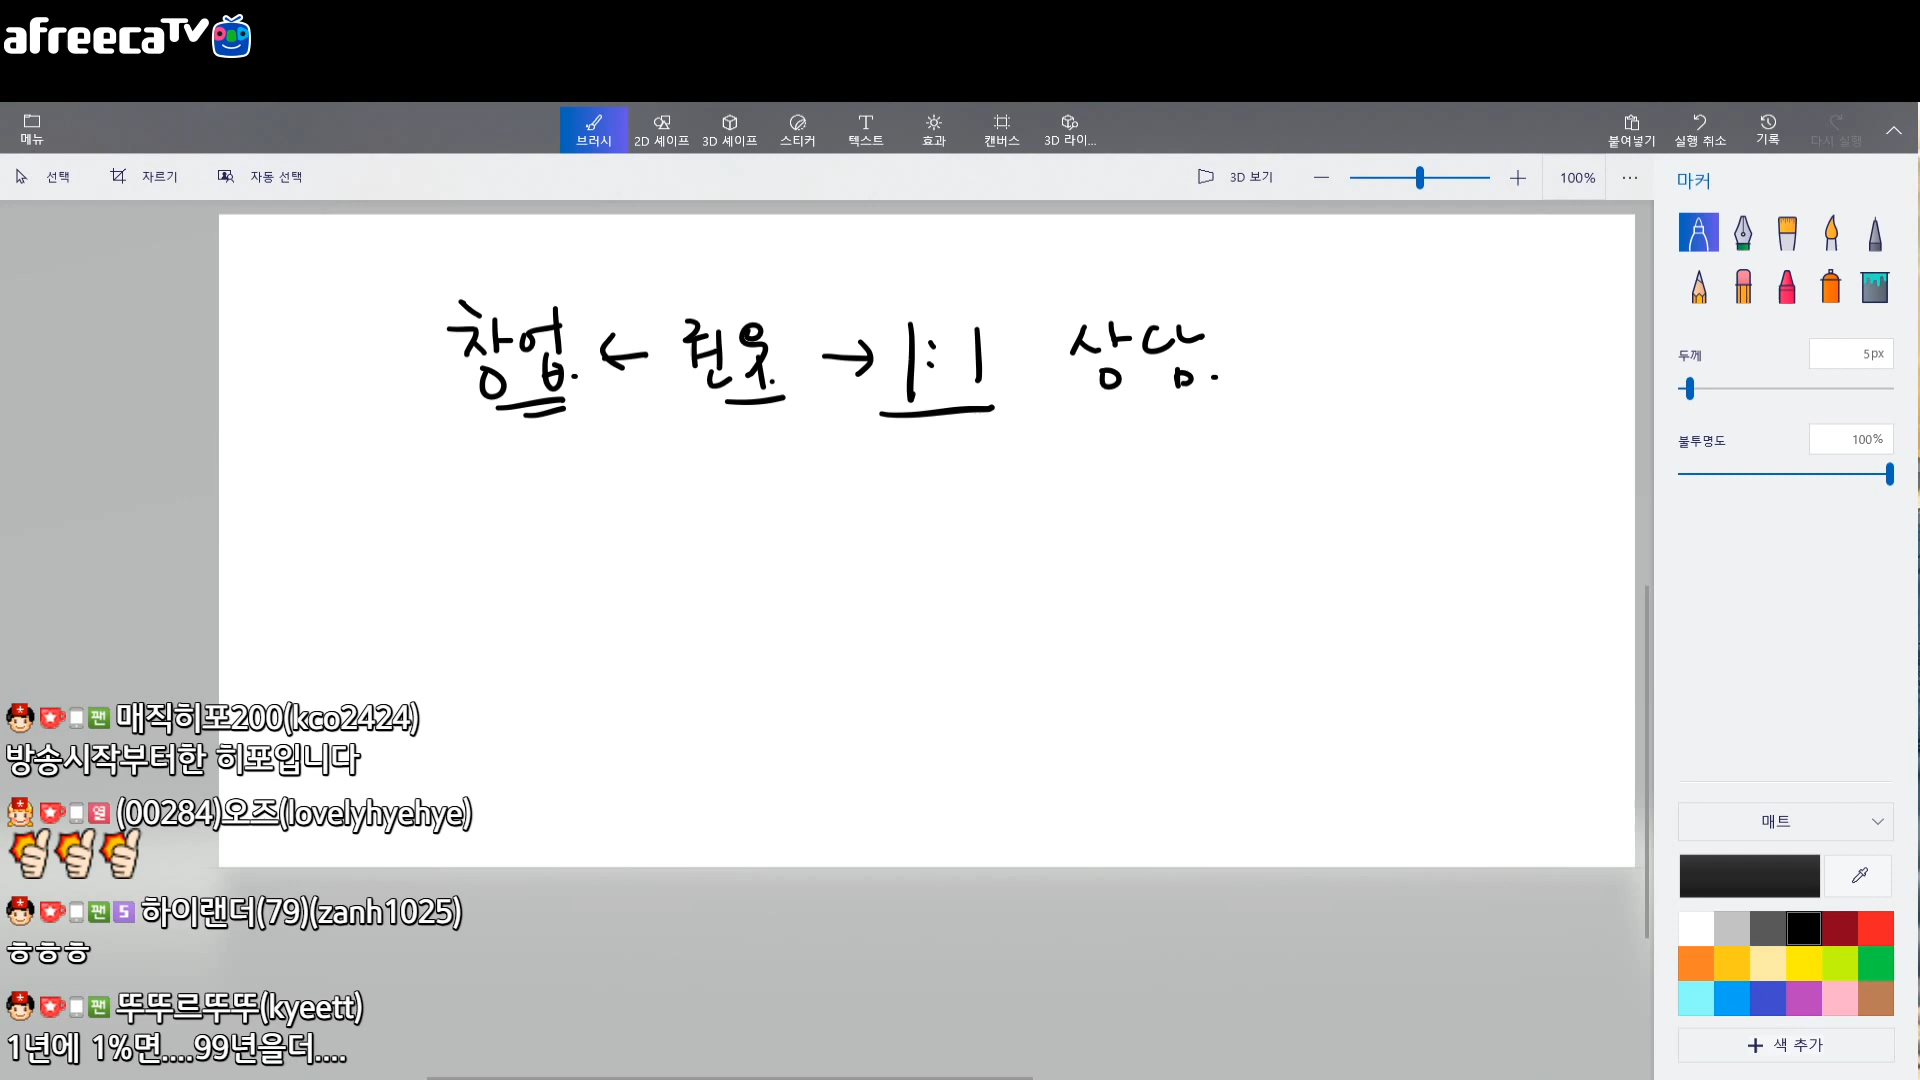 afreecaTV
메뉴
브러시 2D 셰이프 3D 셰이프 스티커 텍스트 효과 캔버스 3D 라이...
붙여넣기 실행 취소 기록 다시 실행
선택 자르기 자동 선택
3D 보기 100%
마커
창업. ← 권유. → 1:1 상담.
두께 5px
불투명도 100%
팬 매직히포200(kco2424)
방송시작부터한 히포입니다
열 (00284)오즈(lovelyhyehye)
팬 S 하이랜더(79)(zanh1025)
ㅎㅎㅎ
팬 뚜뚜르뚜뚜(kyeett)
1년에 1%면....99년을더....
매트
색 추가